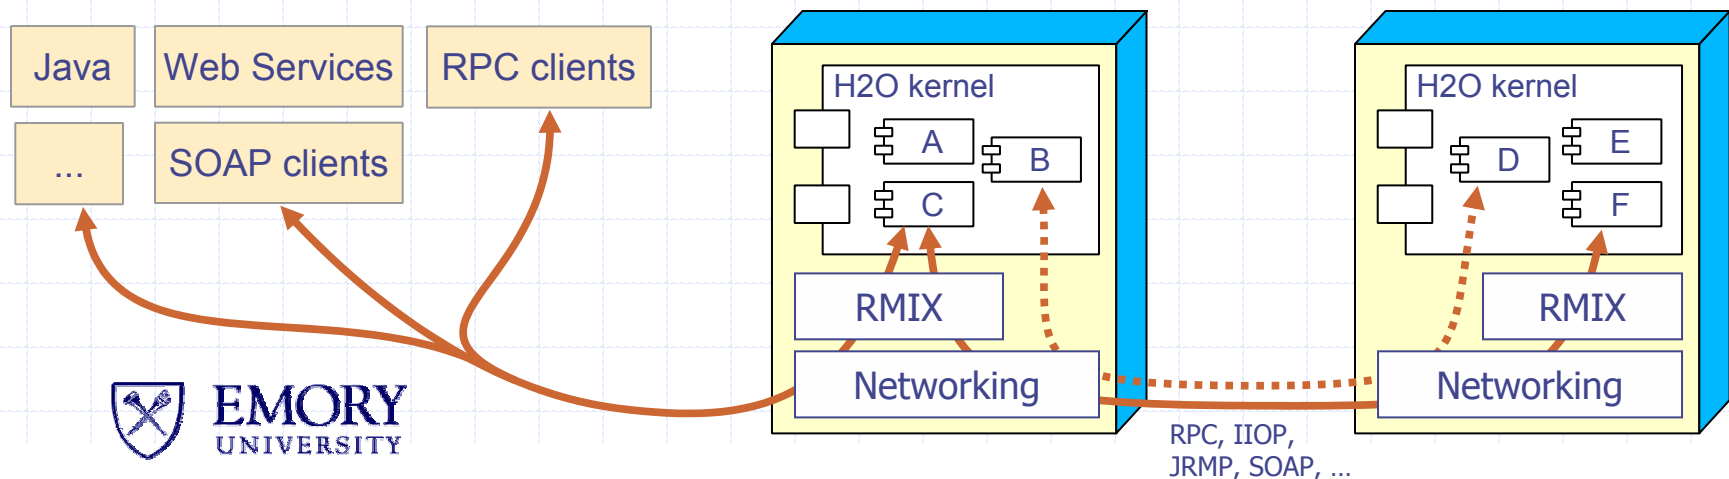 Java
Web Services
RPC clients
...
SOAP clients
EMORY
UNIVERSITY
H2O kernel
A
B
C
RMIX
Networking
RPC, IIOP,
JRMP, SOAP, ...
H2O kernel
D
E
F
RMIX
Networking